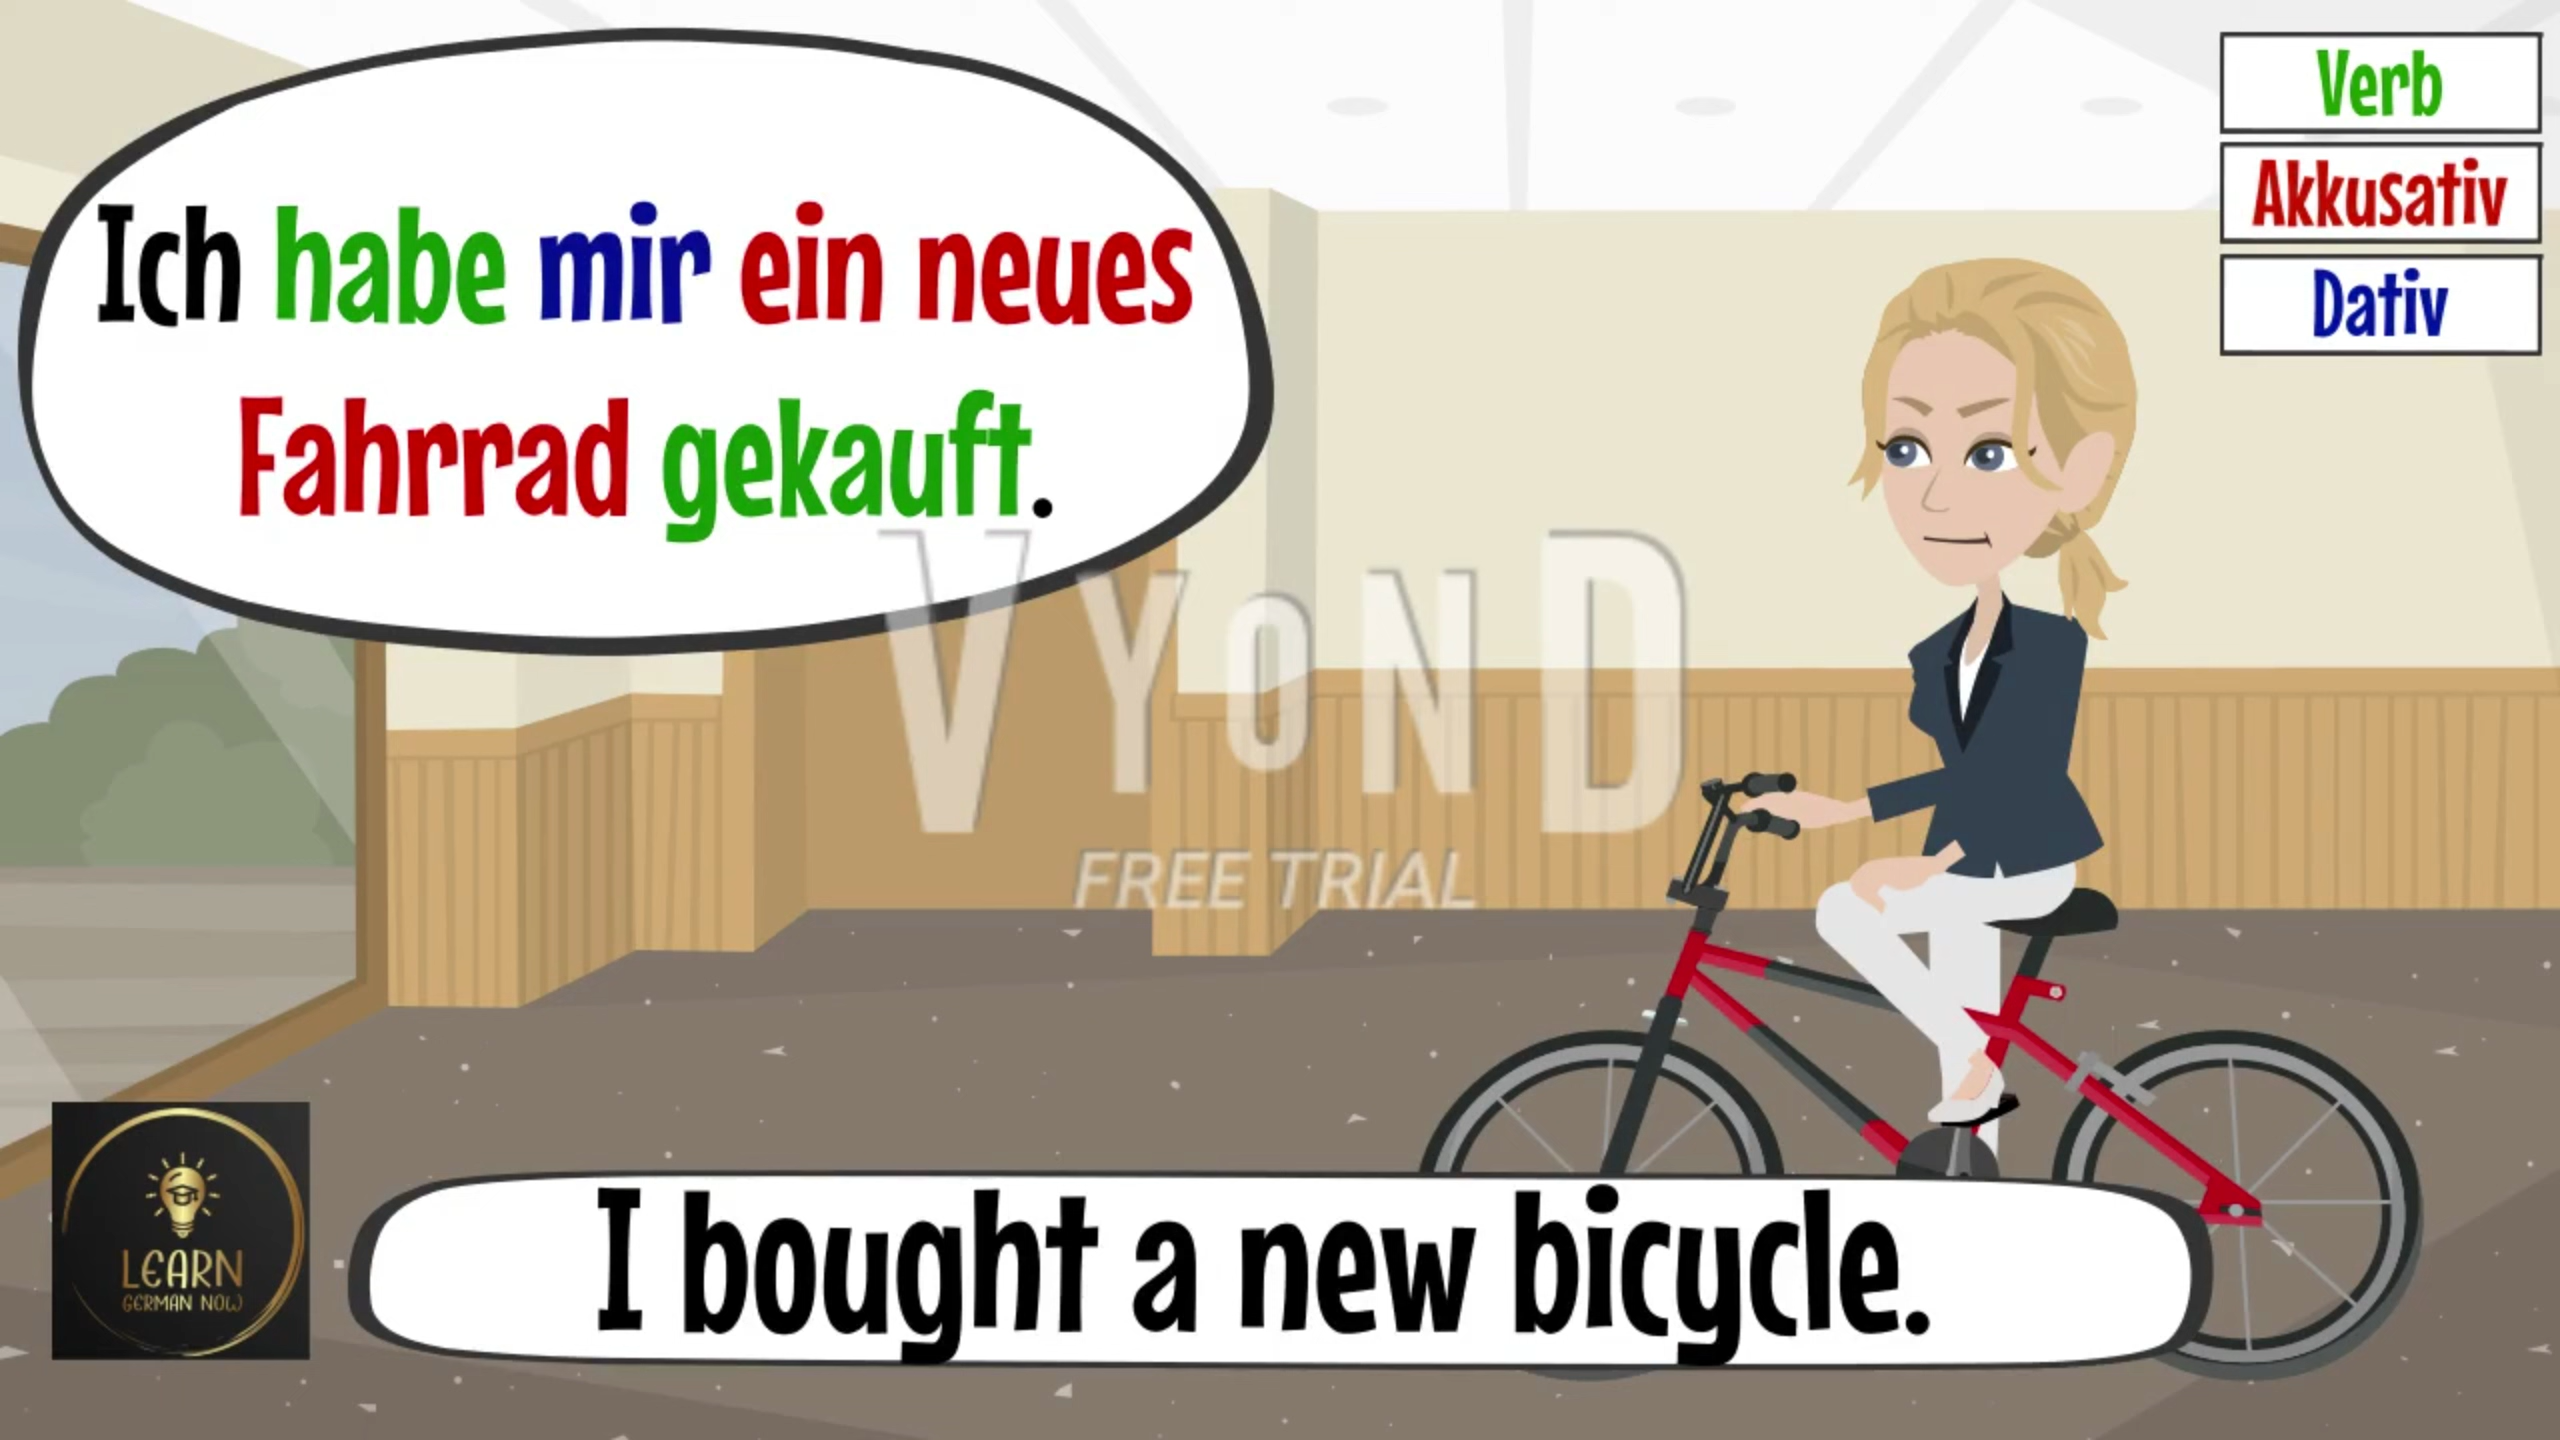 Ich habe mir ein neues
Fahrrad gekauft.
Verb
Akkusativ
Dativ
VYoND
FREE TRIAL
LEARN
GERMAN NOW
I bought a new bicycle.